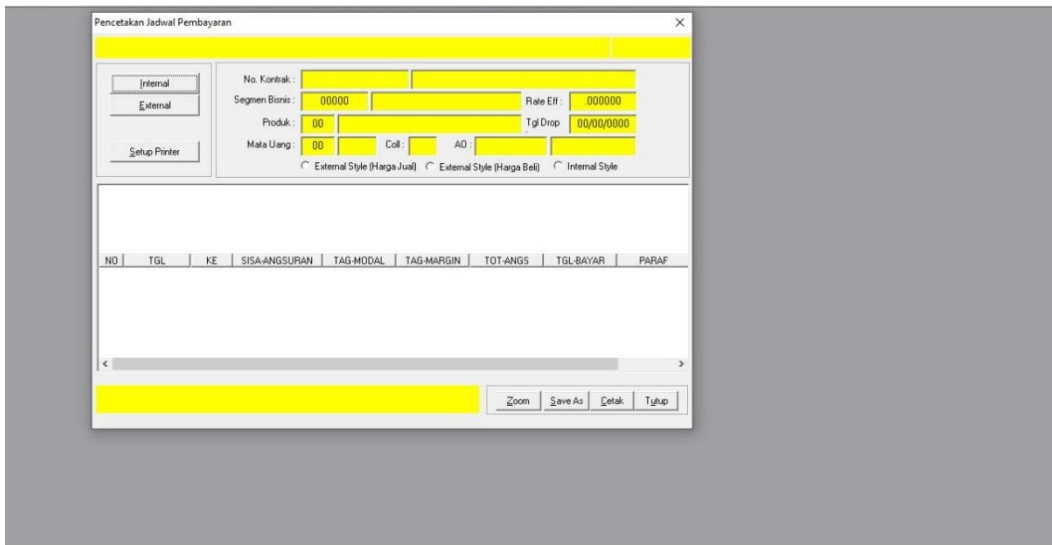 Pencetakan Jadwal Pembayaran
Internal
External
Setup Printer
No. Kontrak :
Segmen Bisnis : 00000 Rate Eff : .000000
Produk : 00 Tgl Drop : 00/00/0000
Mata Uang : 00 Coll : AO :
External Style (Harga Jual) External Style (Harga Beli) Internal Style
NO TGL KE SISA-ANGSURAN TAG-MODAL TAG-MARGIN TOT-ANGS TGL-BAYAR PARAF
Zoom Save As Cetak Tutup